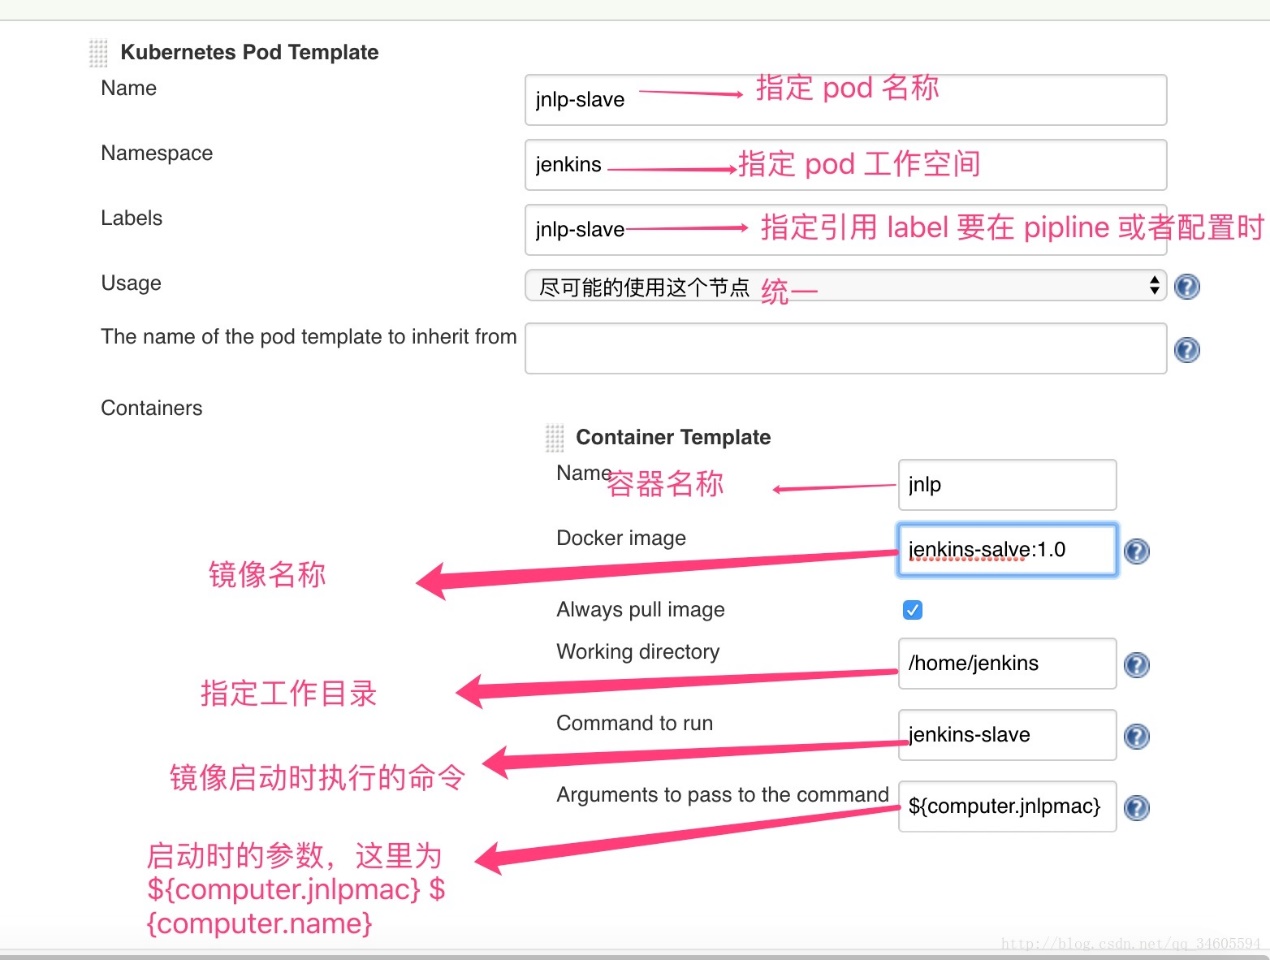 Kubernetes Pod Template
Name
jnlp-slave
指定 pod 名称
Namespace
jenkins
指定 pod 工作空间
Labels
jnlp-slave
指定引用 label 要在 pipline 或者配置时
Usage
尽可能的使用这个节点
统一
The name of the pod template to inherit from
Containers
Container Template
Name
容器名称
jnlp
Docker image
jenkins-salve:1.0
镜像名称
Always pull image
Working directory
/home/jenkins
指定工作目录
Command to run
jenkins-slave
镜像启动时执行的命令
Arguments to pass to the command
${computer.jnlpmac}
启动时的参数，这里为
${computer.jnlpmac} $
{computer.name}
http://blog.csdn.net/qq_34605594